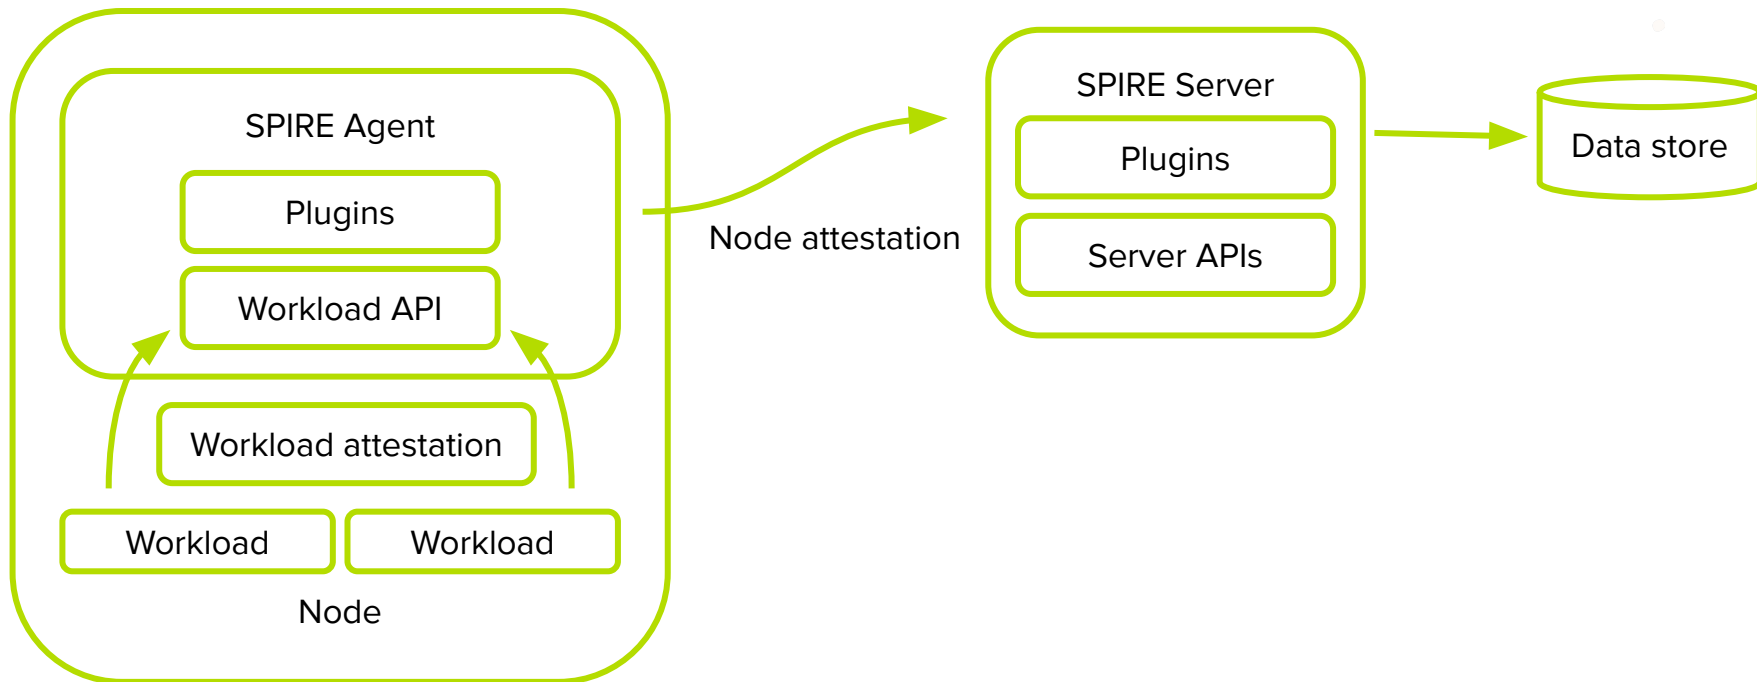 SPIRE Agent
Plugins
Workload API
Workload attestation
Workload
Workload
Node
Node attestation
SPIRE Server
Plugins
Server APIs
Data store